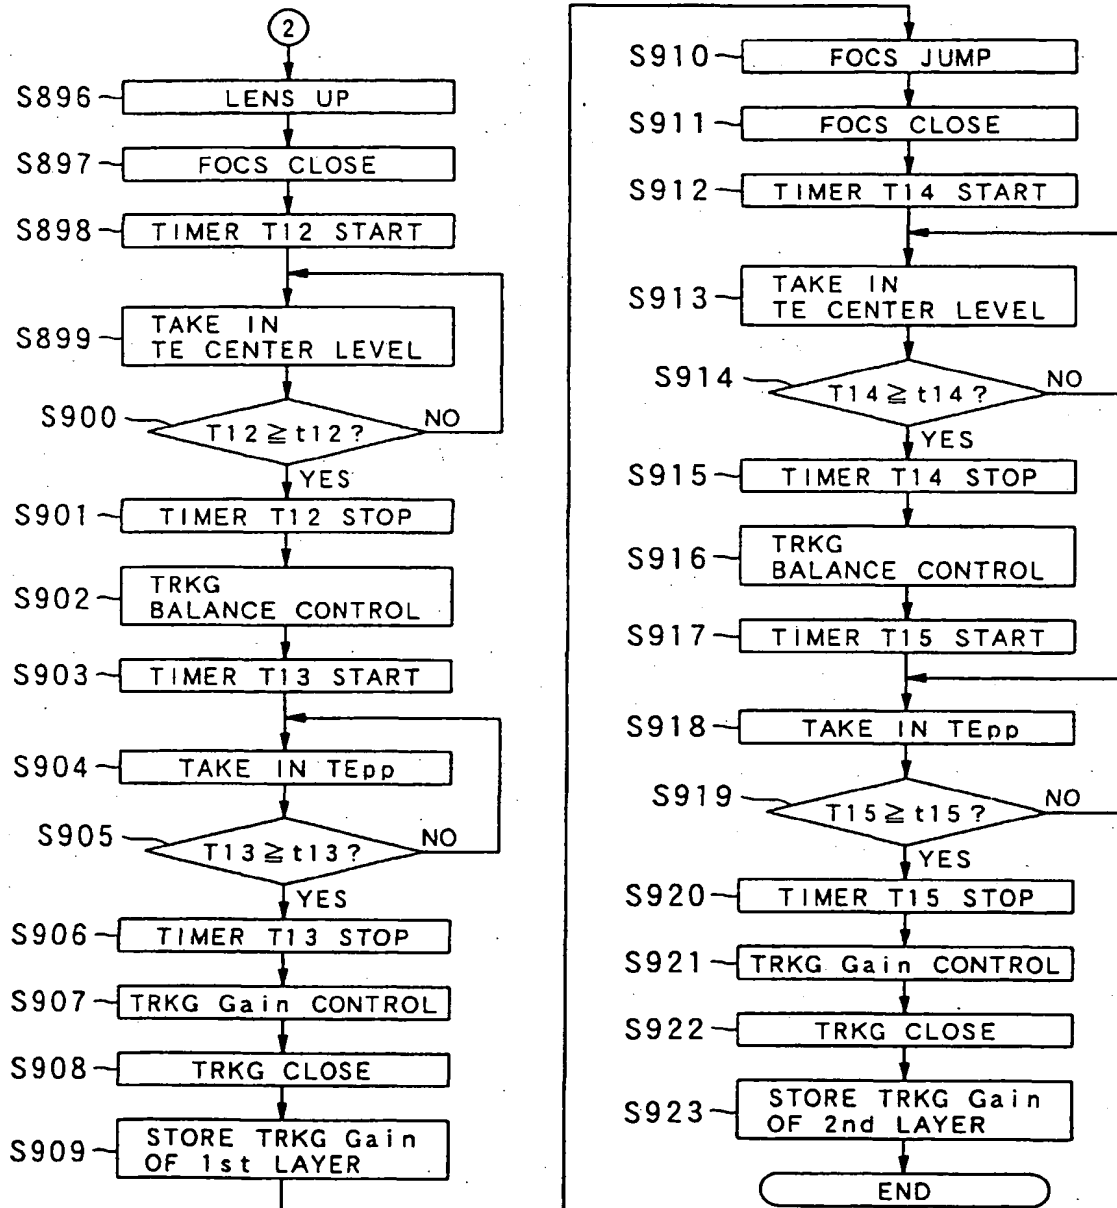 2
S896
LENS UP
S897
FOCS CLOSE
S898
TIMER T12 START
S899
TAKE IN
TE CENTER LEVEL
S900
T12 ≧ t12 ?
NO
YES
S901
TIMER T12 STOP
S902
TRKG
BALANCE CONTROL
S903
TIMER T13 START
S904
TAKE IN TEpp
S905
T13 ≧ t13 ?
NO
YES
S906
TIMER T13 STOP
S907
TRKG Gain CONTROL
S908
TRKG CLOSE
S909
STORE TRKG Gain
OF 1st LAYER
S910
FOCS JUMP
S911
FOCS CLOSE
S912
TIMER T14 START
S913
TAKE IN
TE CENTER LEVEL
S914
T14 ≧ t14 ?
NO
YES
S915
TIMER T14 STOP
S916
TRKG
BALANCE CONTROL
S917
TIMER T15 START
S918
TAKE IN TEpp
S919
T15 ≧ t15 ?
NO
YES
S920
TIMER T15 STOP
S921
TRKG Gain CONTROL
S922
TRKG CLOSE
S923
STORE TRKG Gain
OF 2nd LAYER
END